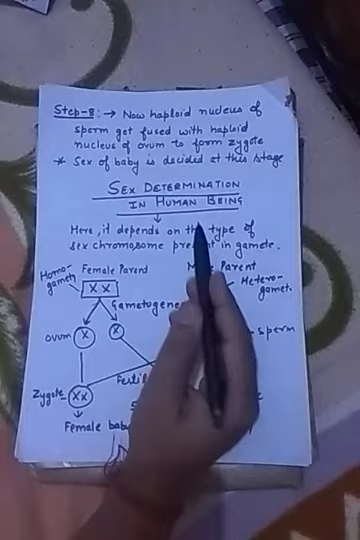 Step-8: → Now haploid nucleus of
sperm get fused with haploid
nucleus of ovum to form zygote
* Sex of baby is decided at this stage
SEX DETERMINATION
IN HUMAN BEING
Here, it depends on the type of
sex chromosome present in gamete.
Homo-
gametic
Female Parent
Parent
Hetero-
gamet.
XX
Gametogene
ovum
X
X
sperm
Fertil
Zygote
XX
Female baby